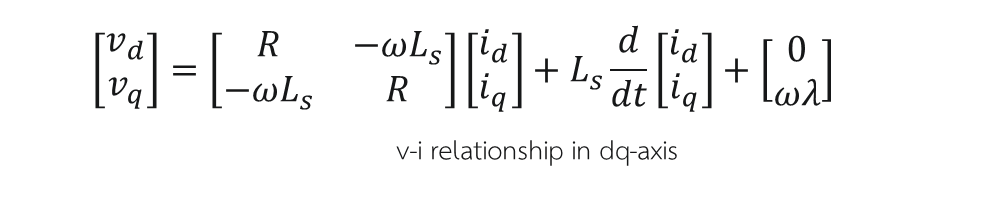 [v_d v_q] = [R −ωL_s −ωL_s R] [i_d i_q] + L_s d/dt [i_d i_q] + [0 ωλ]
v-i relationship in dq-axis